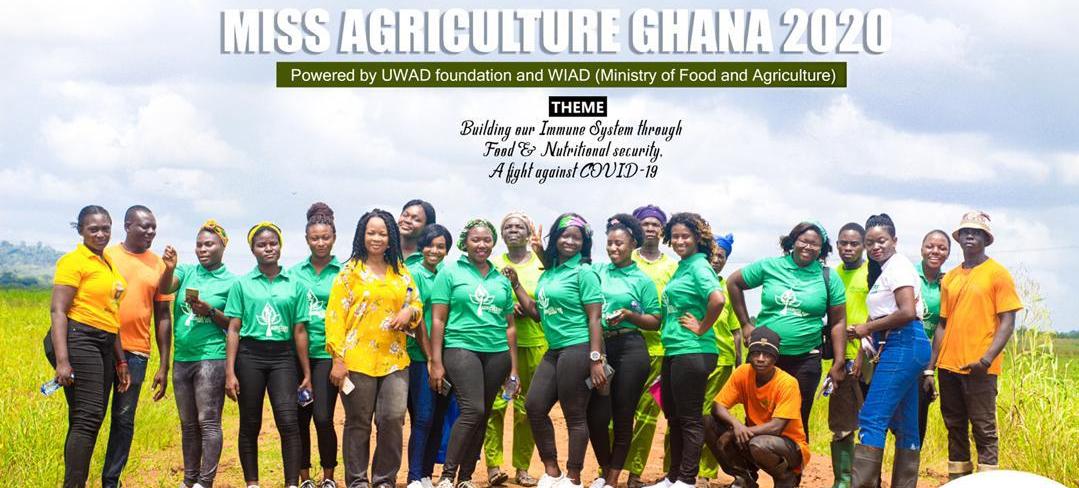 MISS AGRICULTURE GHANA 2020
Powered by UWAD foundation and WIAD (Ministry of Food and Agriculture)
THEME
Building our Immune System through
Food & Nutritional security.
A fight against COVID-19